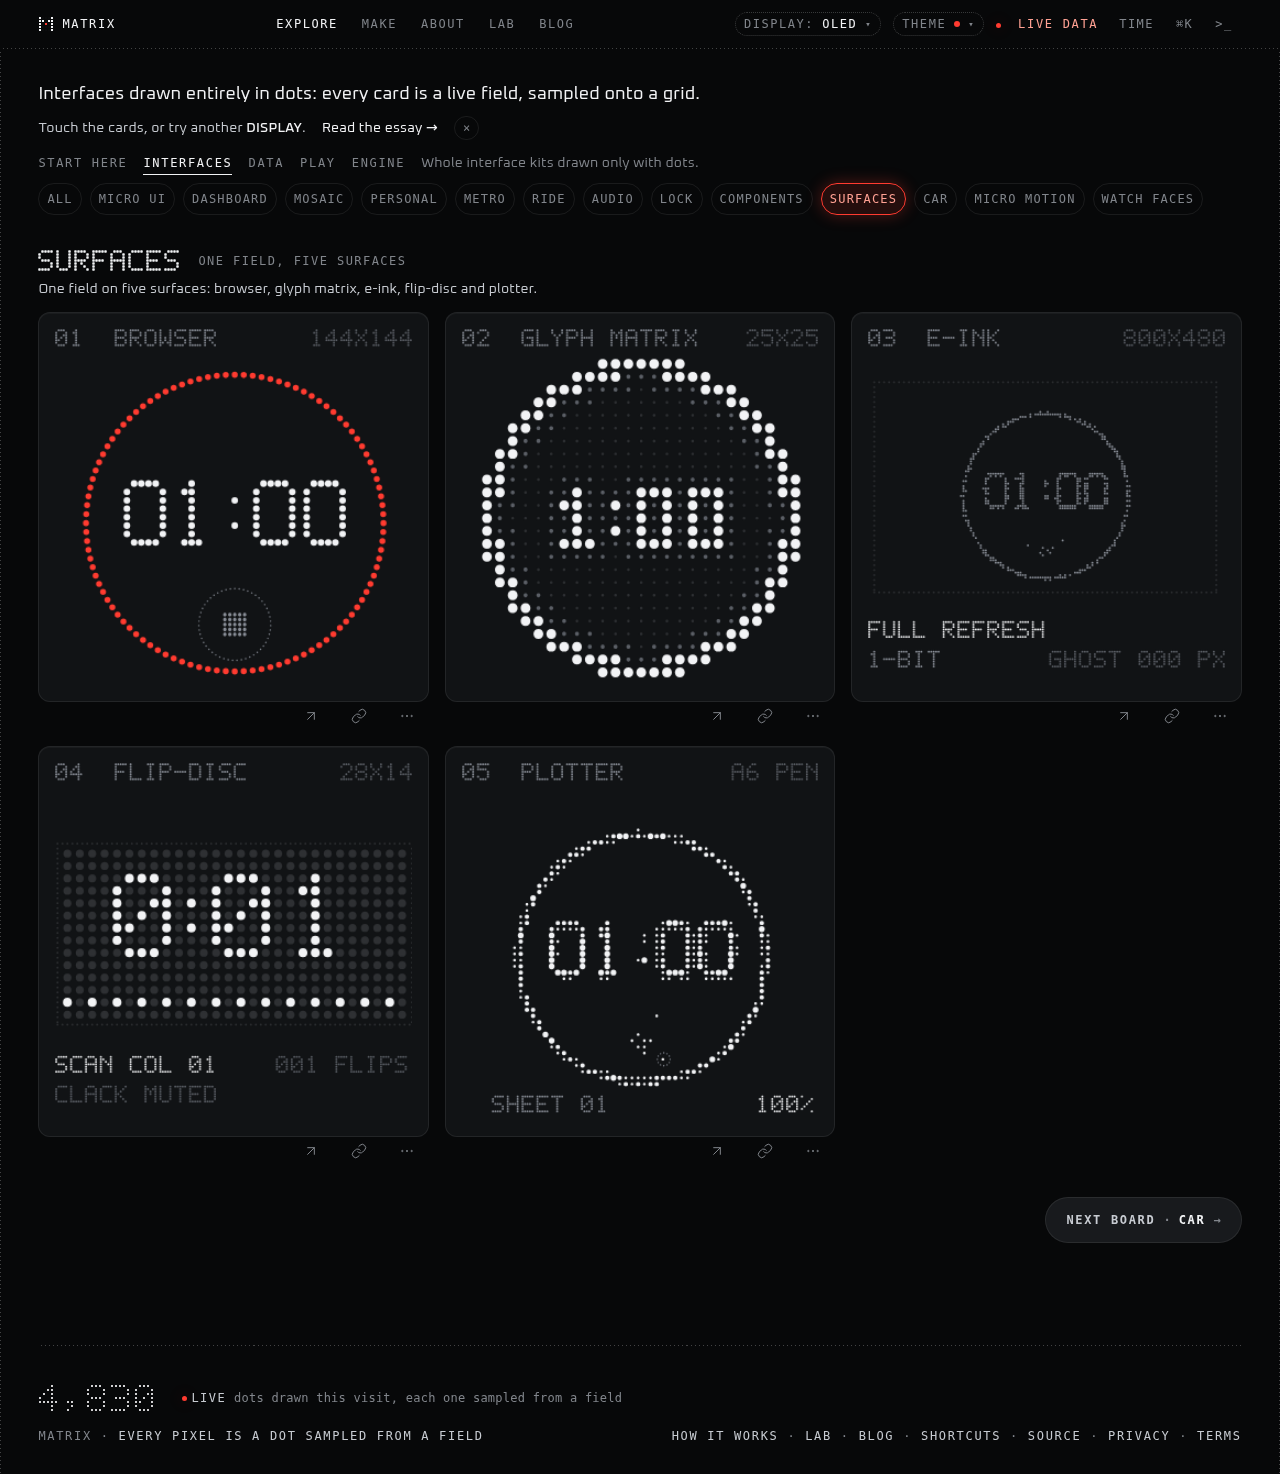 MATRIX EXPLORE MAKE ABOUT LAB BLOG DISPLAY: OLED ▾ THEME ▾ LIVE DATA TIME ⌘K >_
Interfaces drawn entirely in dots: every card is a live field, sampled onto a grid.
Touch the cards, or try another DISPLAY. Read the essay → ×
START HERE INTERFACES DATA PLAY ENGINE Whole interface kits drawn only with dots.
ALL MICRO UI DASHBOARD MOSAIC PERSONAL METRO RIDE AUDIO LOCK COMPONENTS SURFACES CAR MICRO MOTION WATCH FACES
SURFACES ONE FIELD, FIVE SURFACES
One field on five surfaces: browser, glyph matrix, e-ink, flip-disc and plotter.
01 BROWSER 144X144
01:00
02 GLYPH MATRIX 25X25
1:00
03 E-INK 800X480
01:00
FULL REFRESH
1-BIT GHOST 000 PX
04 FLIP-DISC 28X14
0:01
SCAN COL 01 001 FLIPS
CLACK MUTED
05 PLOTTER A6 PEN
01:00
SHEET 01 100%
NEXT BOARD · CAR →
4,830 LIVE dots drawn this visit, each one sampled from a field
MATRIX · EVERY PIXEL IS A DOT SAMPLED FROM A FIELD HOW IT WORKS · LAB · BLOG · SHORTCUTS · SOURCE · PRIVACY · TERMS